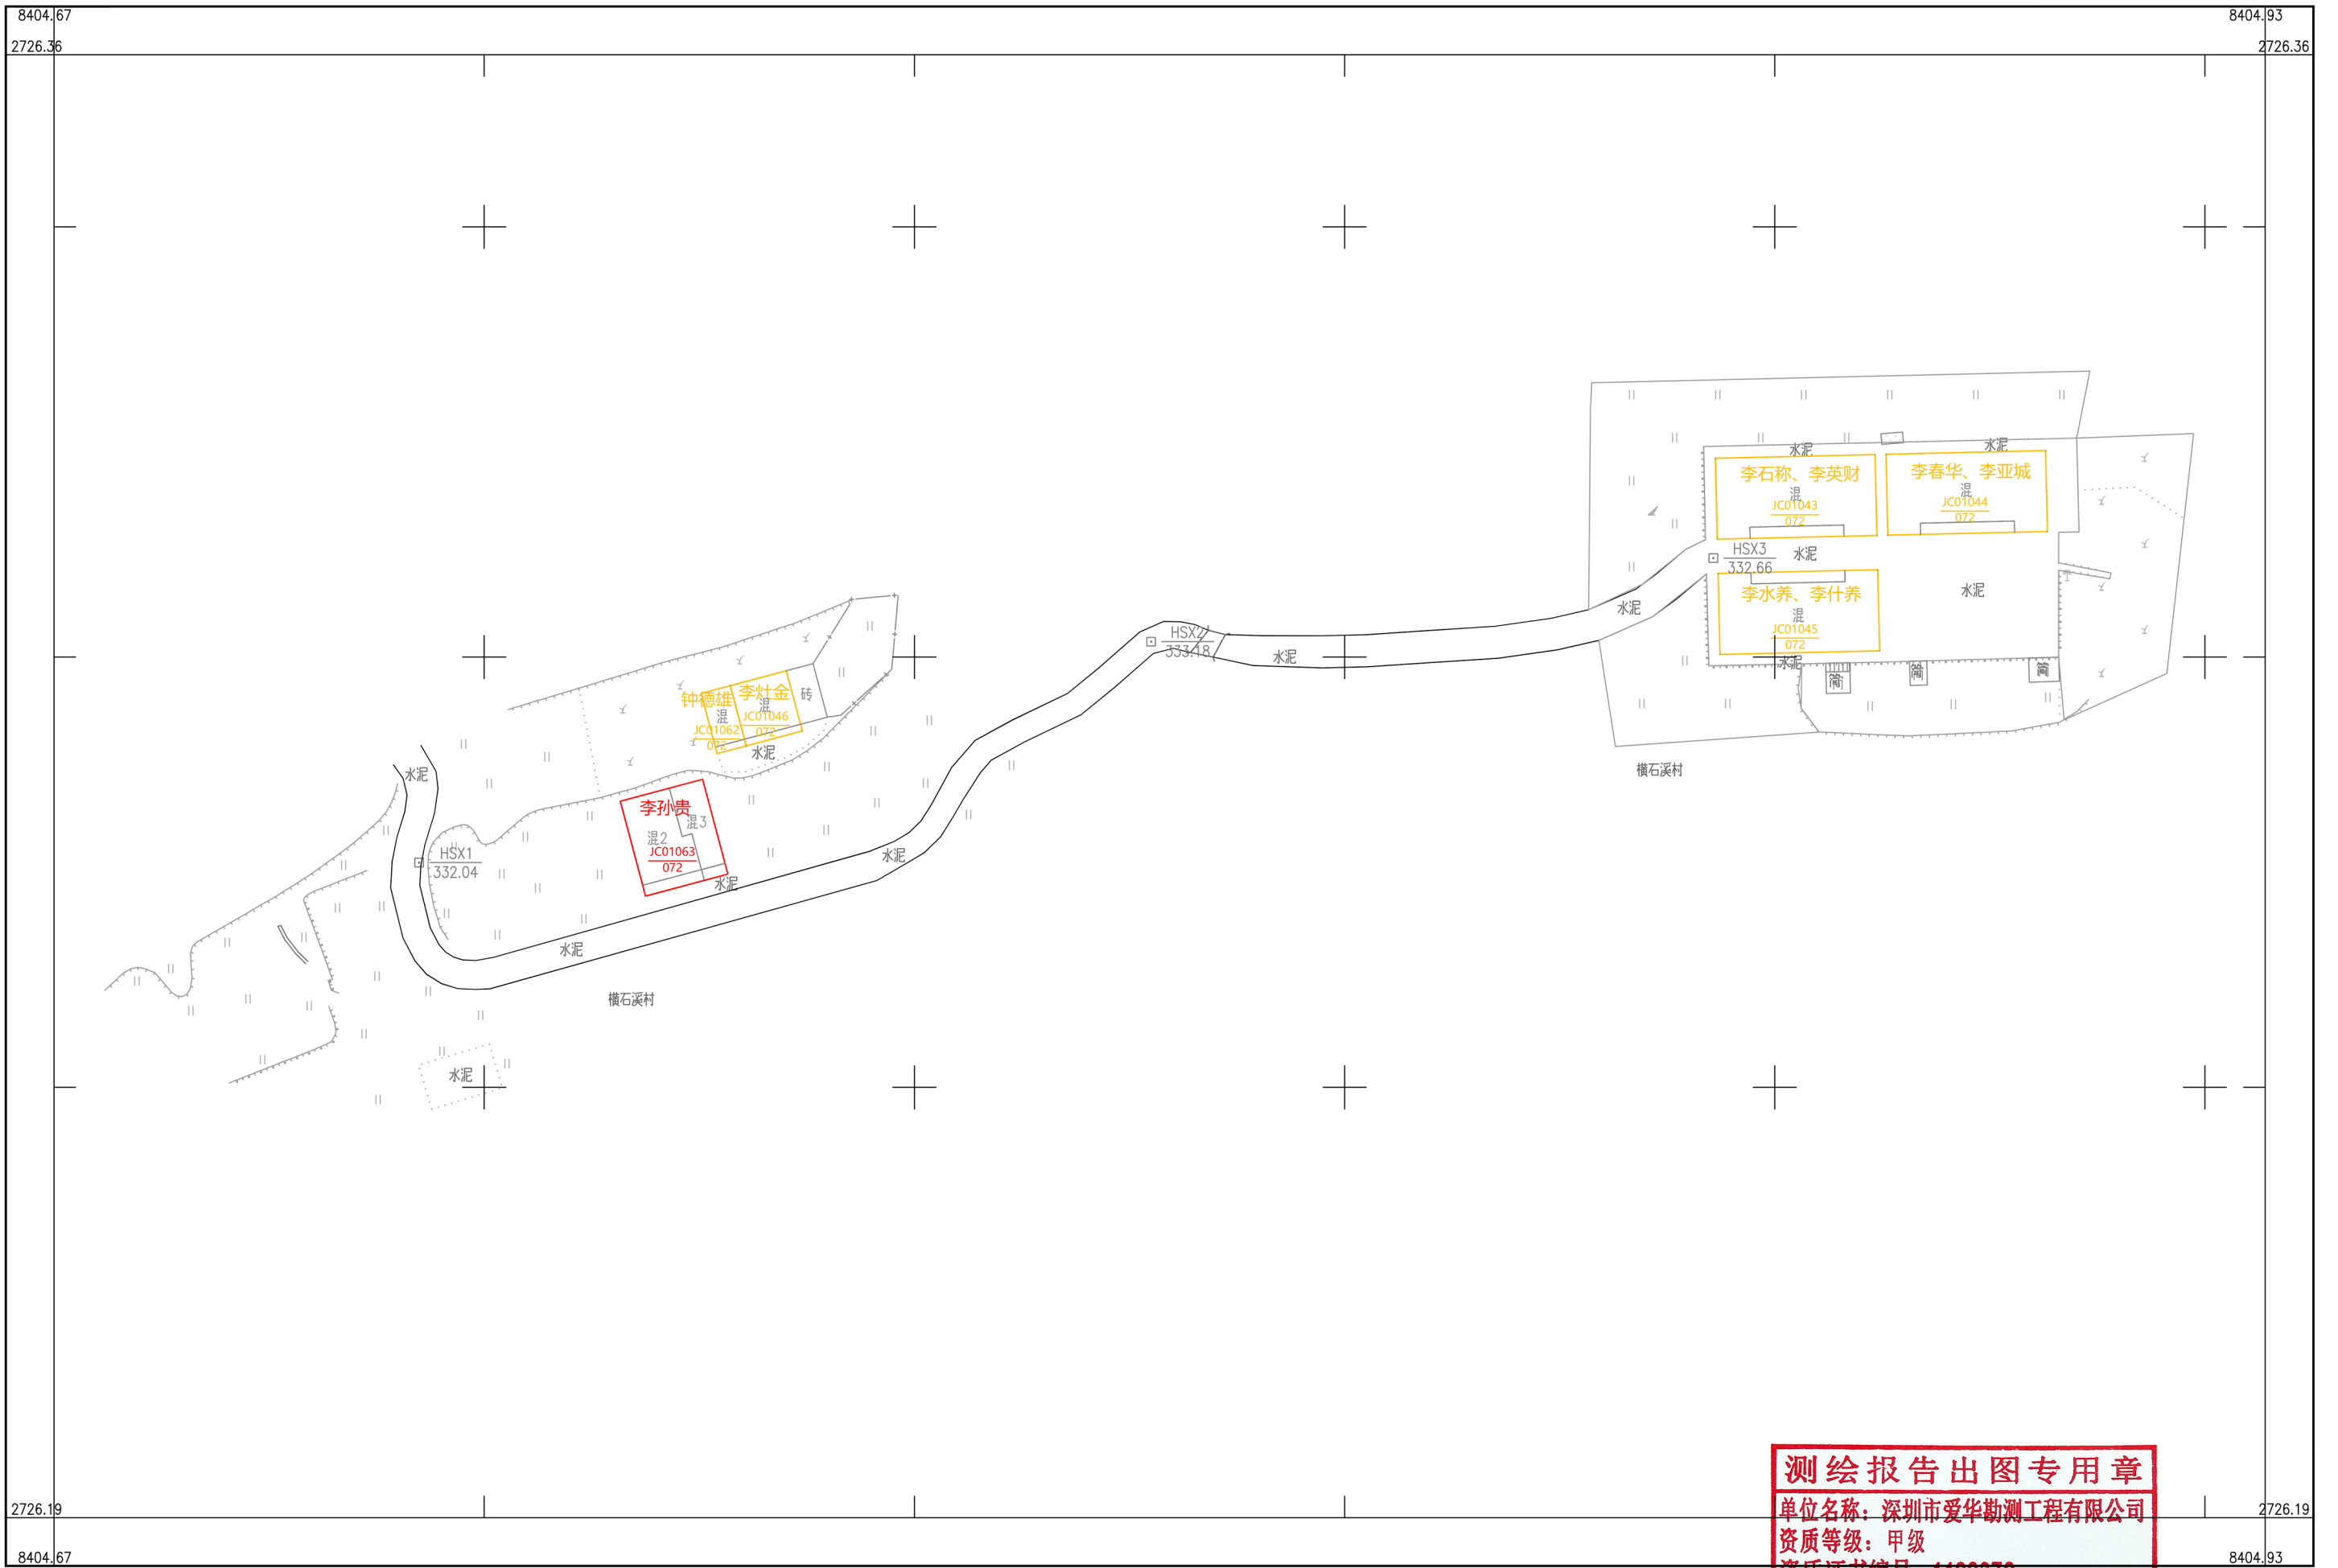 8404.67
8404.93
2726.36
2726.36
水泥
水泥
李石称、李英财
混
JC01043
072
李春华、李亚城
混
JC01044
072
HSX3
332.66
水泥
水泥
李水养、李什养
混
JC01045
072
水泥
水泥
HSX2
333.18
水泥
钟德雄
混
JC01062
072
李灶金
混
JC01046
072
砖
水泥
横石溪村
水泥
李孙贵
混3
混2
JC01063
072
HSX1
332.04
水泥
水泥
水泥
横石溪村
水泥
测绘报告出图专用章
单位名称：深圳市爱华勘测工程有限公司
资质等级：甲级
2726.19
2726.19
8404.67
8404.93